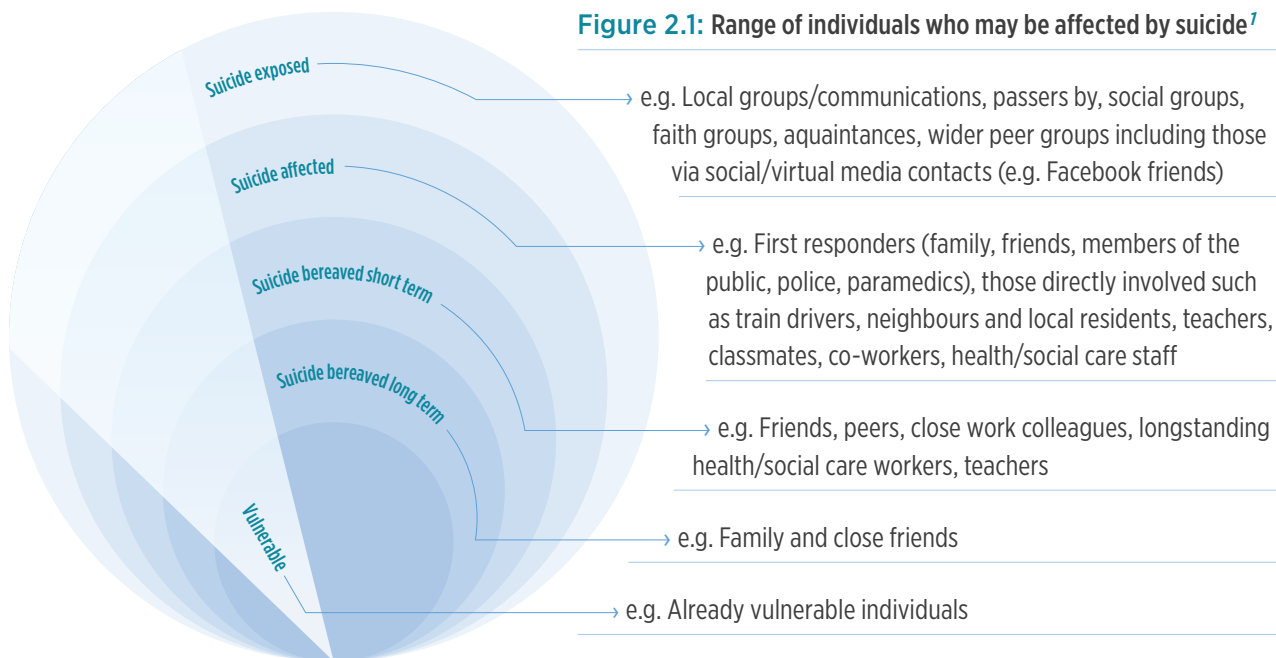 Figure 2.1: Range of individuals who may be affected by suicide1
Suicide exposed
e.g. Local groups/communications, passers by, social groups,
faith groups, aquaintances, wider peer groups including those
via social/virtual media contacts (e.g. Facebook friends)
Suicide affected
e.g. First responders (family, friends, members of the
public, police, paramedics), those directly involved such
as train drivers, neighbours and local residents, teachers,
classmates, co-workers, health/social care staff
Suicide bereaved short term
e.g. Friends, peers, close work colleagues, longstanding
health/social care workers, teachers
Suicide bereaved long term
e.g. Family and close friends
Vulnerable
e.g. Already vulnerable individuals